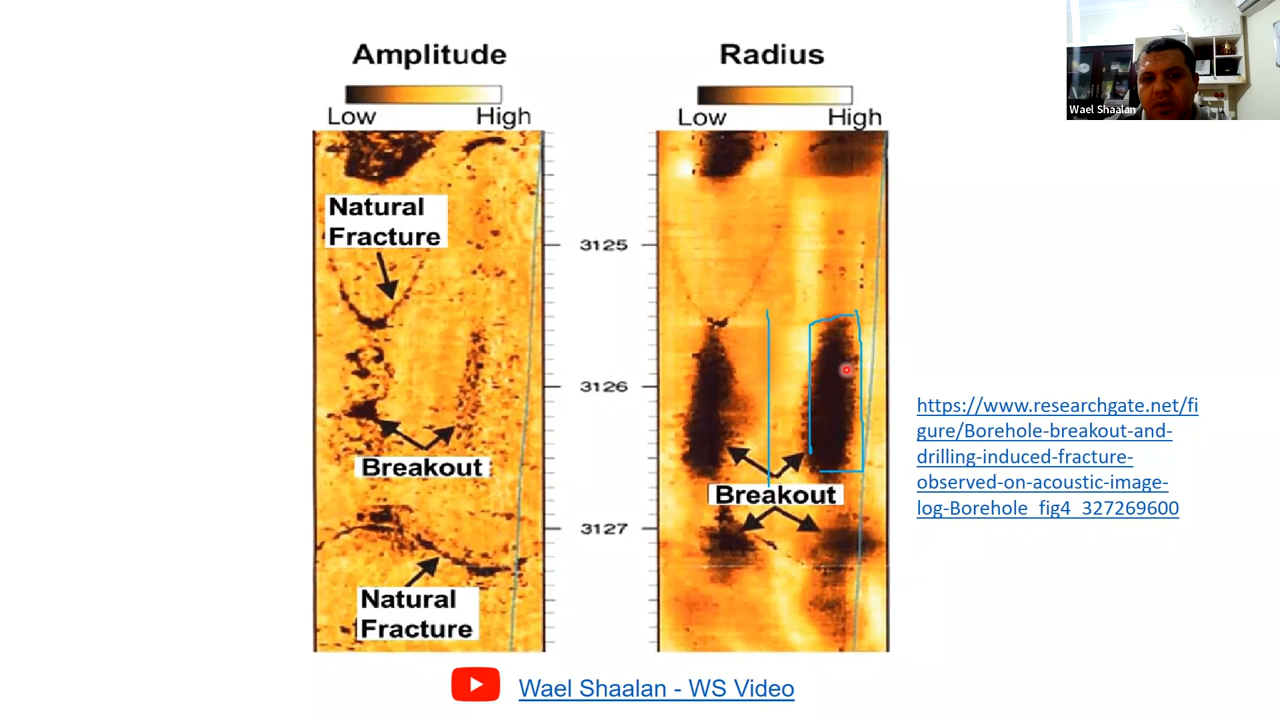 Amplitude
Low High
Natural
Fracture
Breakout
Natural
Fracture
3125
3126
3127
Radius
Low High
Breakout
Wael Shaalan
https://www.researchgate.net/fi
gure/Borehole-breakout-and-
drilling-induced-fracture-
observed-on-acoustic-image-
log-Borehole_fig4_327269600
Wael Shaalan - WS Video